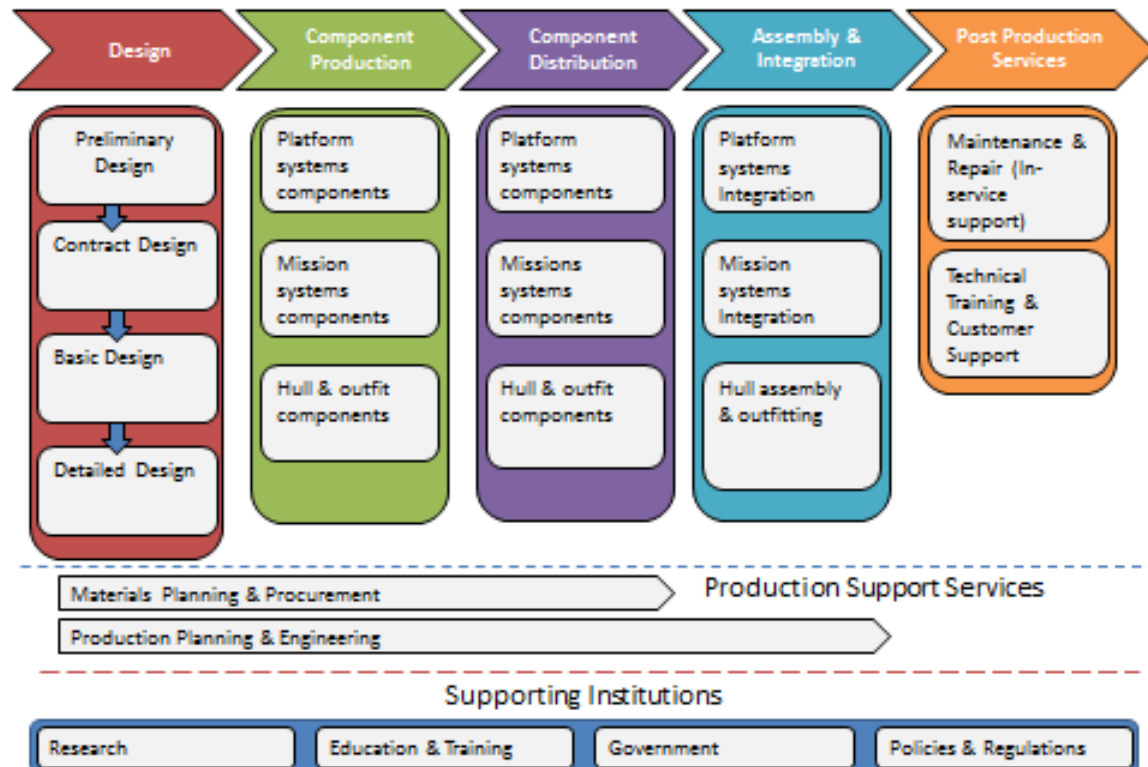 Design
Component
Production
Component
Distribution
Assembly &
Integration
Post Production
Services
Preliminary
Design
Contract Design
Basic Design
Detailed Design
Platform
systems
components
Mission
systems
components
Hull & outfit
components
Platform
systems
components
Missions
systems
components
Hull & outfit
components
Platform
systems
Integration
Mission
systems
Integration
Hull assembly
& outfitting
Maintenance &
Repair (In-
service
support)
Technical
Training &
Customer
Support
Materials Planning & Procurement
Production Support Services
Production Planning & Engineering
Supporting Institutions
Research
Education & Training
Government
Policies & Regulations